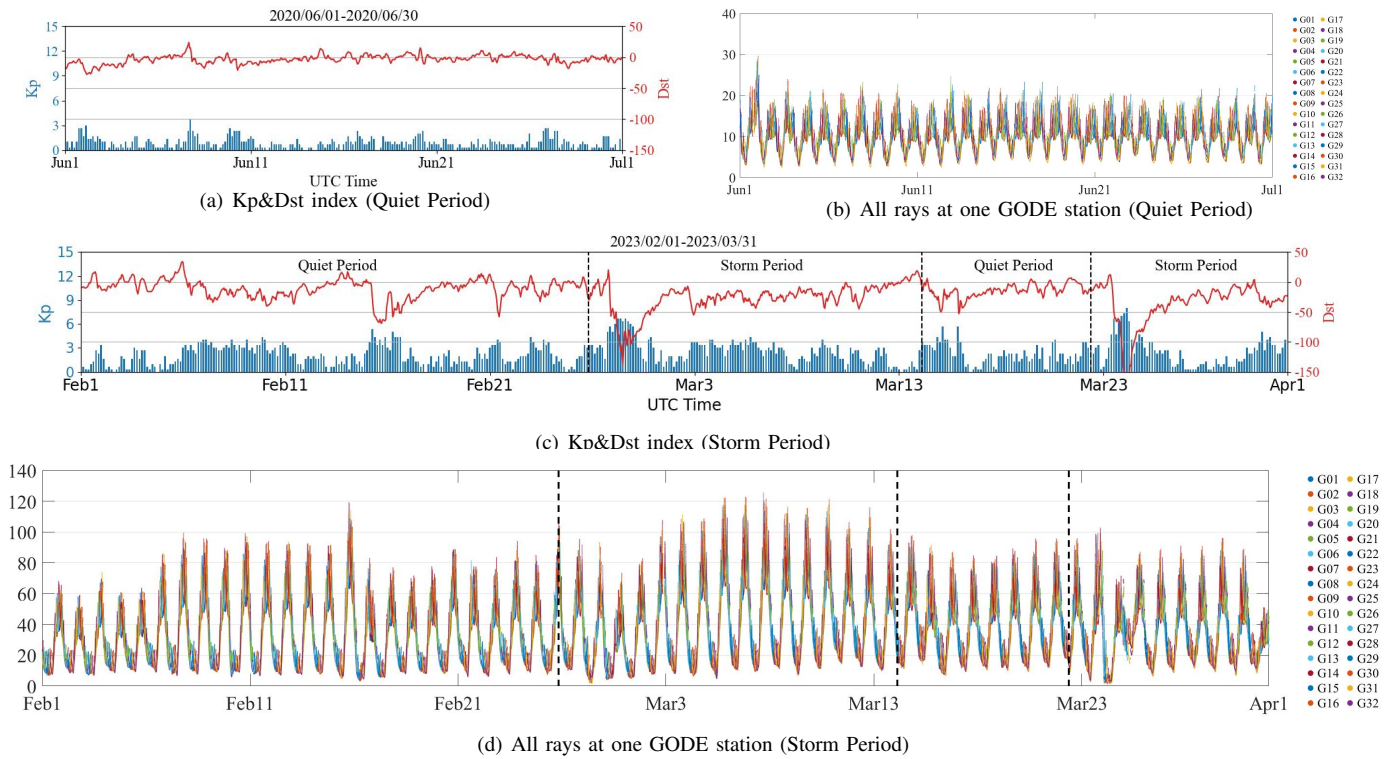 2020/06/01-2020/06/30
15
12
9
6
3
0
Kp
50
0
-50
-100
-150
Dst
Jun1 Jun11 Jun21 Jul1
UTC Time
(a) Kp&Dst index (Quiet Period)
40
30
20
10
0
Jun1 Jun11 Jun21 Jul1
G01 G17
G02 G18
G03 G19
G04 G20
G05 G21
G06 G22
G07 G23
G08 G24
G09 G25
G10 G26
G11 G27
G12 G28
G13 G29
G14 G30
G15 G31
G16 G32
(b) All rays at one GODE station (Quiet Period)
2023/02/01-2023/03/31
15
12
9
6
3
0
Kp
Quiet Period Storm Period Quiet Period Storm Period
50
0
-50
-100
-150
Dst
Feb1 Feb11 Feb21 Mar3 Mar13 Mar23 Apr1
UTC Time
(c) Kp&Dst index (Storm Period)
140
120
100
80
60
40
20
0
Feb1 Feb11 Feb21 Mar3 Mar13 Mar23 Apr1
G01 G17
G02 G18
G03 G19
G04 G20
G05 G21
G06 G22
G07 G23
G08 G24
G09 G25
G10 G26
G11 G27
G12 G28
G13 G29
G14 G30
G15 G31
G16 G32
(d) All rays at one GODE station (Storm Period)